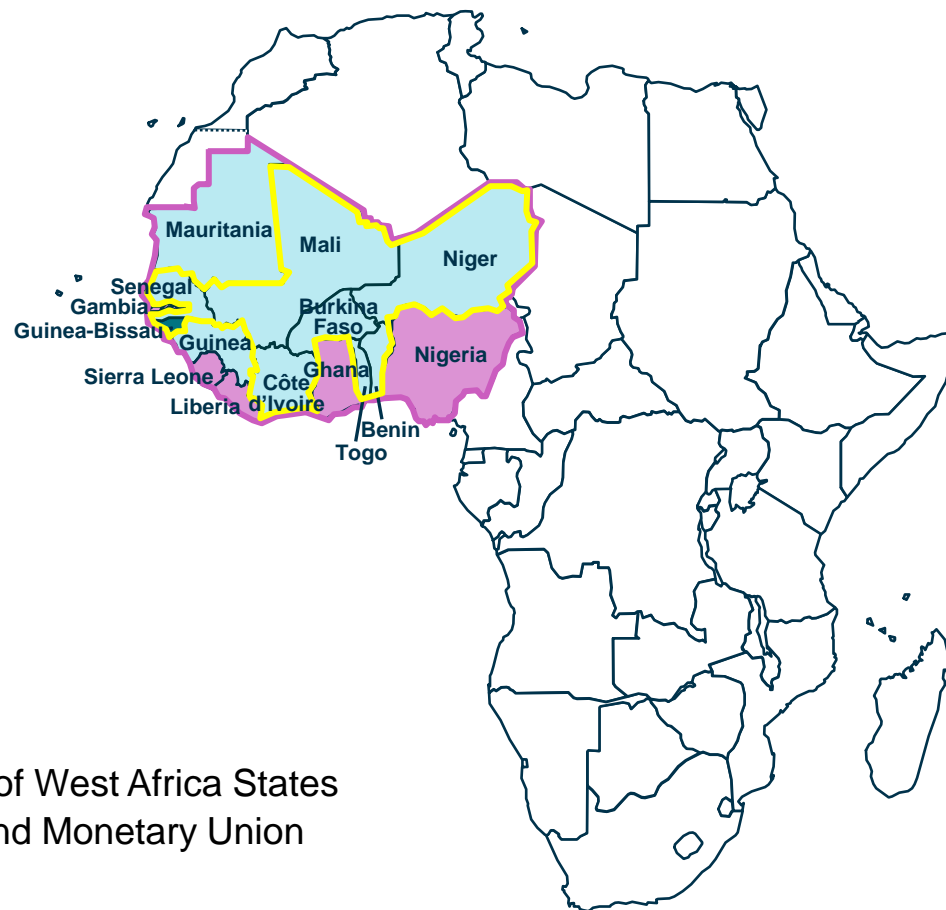 Mauritania
Mali
Niger
Senegal
Gambia
Burkina
Faso
Guinea-Bissau
Guinea
Nigeria
Ghana
Sierra Leone
Côte
d'Ivoire
Liberia
Benin
Togo
of West Africa States
nd Monetary Union